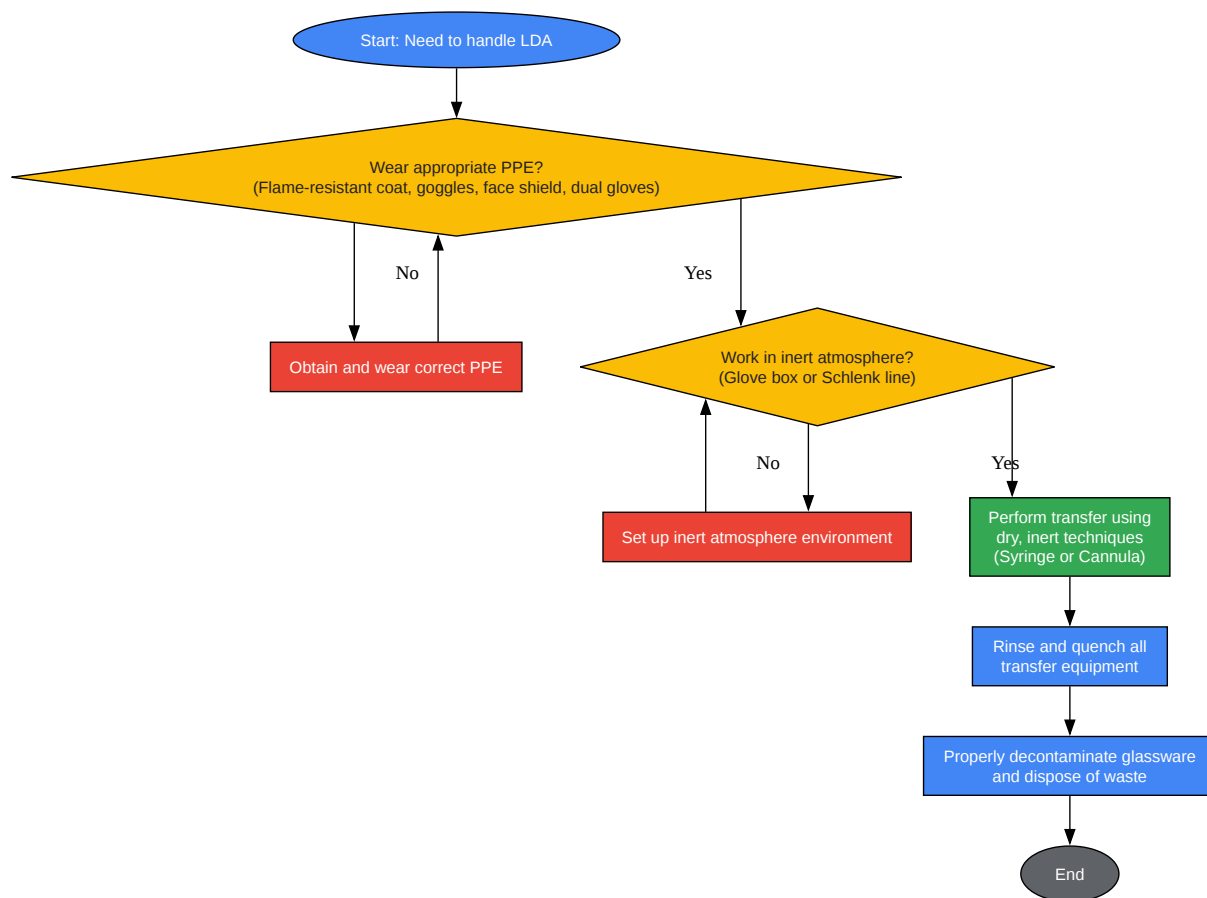 Start: Need to handle LDA
Wear appropriate PPE?
(Flame-resistant coat, goggles, face shield, dual gloves)
No
Yes
Obtain and wear correct PPE
Work in inert atmosphere?
(Glove box or Schlenk line)
No
Yes
Set up inert atmosphere environment
Perform transfer using
dry, inert techniques
(Syringe or Cannula)
Rinse and quench all
transfer equipment
Properly decontaminate glassware
and dispose of waste
End